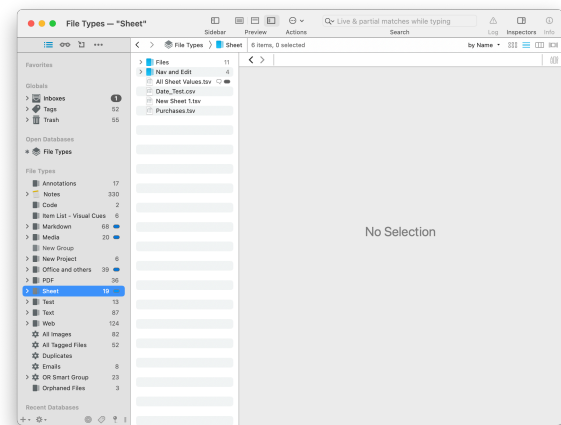 File Types — "Sheet"
Sidebar
Preview
Actions
Live & partial matches while typing
Search
Log
Inspectors
Info
File Types
Sheet
6 items, 0 selected
by Name
Favorites
Globals
Inboxes 1
Tags 52
Trash 55
Open Databases
File Types
File Types
Annotations 17
Notes 330
Code 2
Item List - Visual Cues 6
Markdown 68
Media 20
New Group
New Project 6
Office and others 39
PDF 36
Sheet 19
Test 13
Text 87
Web 124
All Images 82
All Tagged Files 52
Duplicates
Emails 8
OR Smart Group 23
Orphaned Files 3
Recent Databases
Files 11
Nav and Edit 4
All Sheet Values.tsv
Date_Test.csv
New Sheet 1.tsv
Purchases.tsv
No Selection